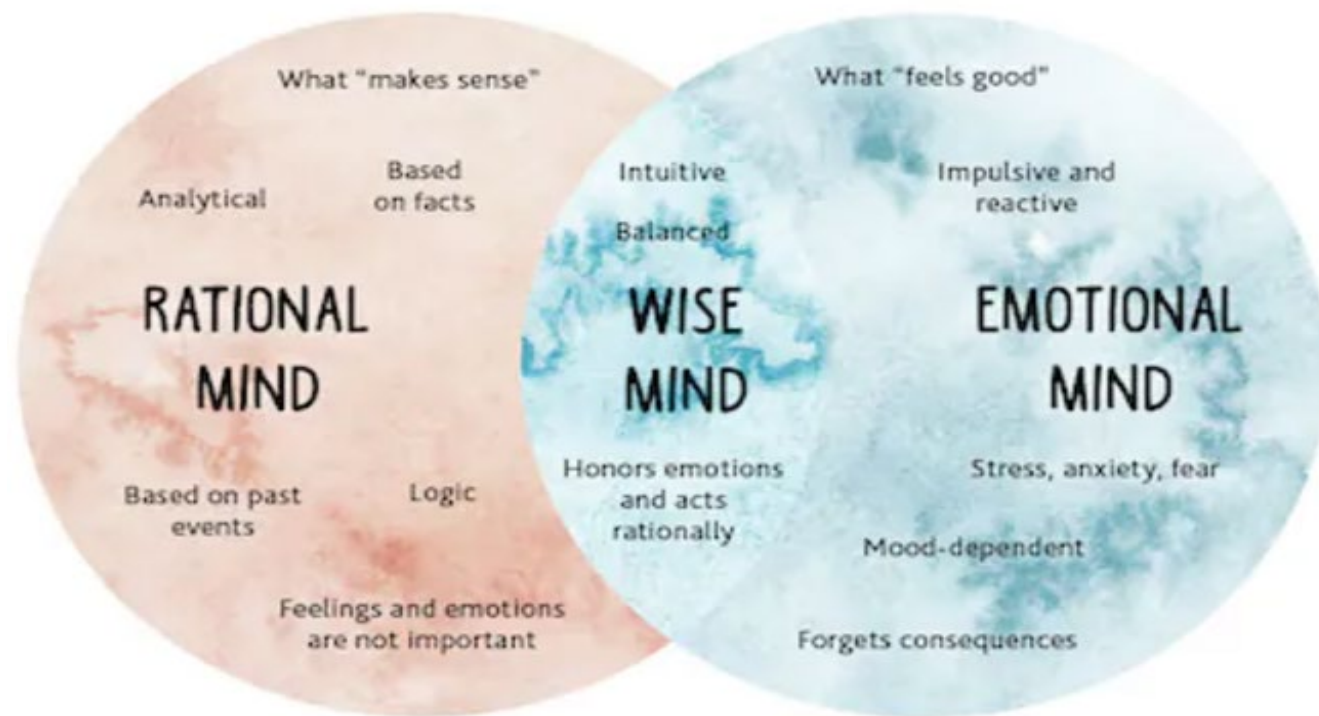 What "makes sense"
Analytical
Based
on facts
RATIONAL
MIND
Based on past
events
Logic
Feelings and emotions
are not important
Intuitive
Balanced
WISE
MIND
Honors emotions
and acts
rationally
What "feels good"
Impulsive and
reactive
EMOTIONAL
MIND
Stress, anxiety, fear
Mood-dependent
Forgets consequences